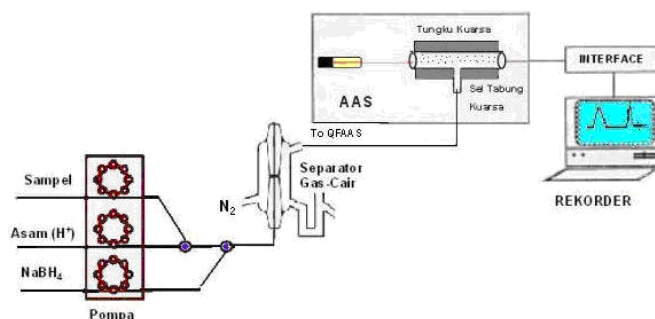 Tungku Kuarsa
INTERFACE
AAS
Sel Tabung
Kuarsa
To QFAAS
Separator
Gas-Cair
REKORDER
Sampel
N₂
Asam (H⁺)
NaBH₄
Pompa